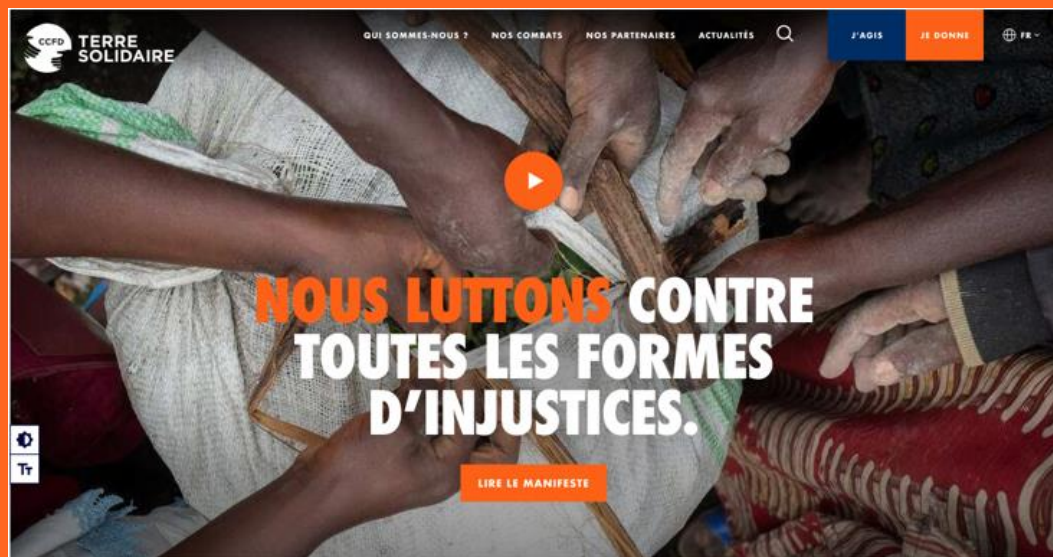 CCFD
TERRE
SOLIDAIRE
QUI SOMMES-NOUS ? NOS COMBATS NOS PARTENAIRES ACTUALITÉS J'AGIS JE DONNE FR
NOUS LUTTONS CONTRE
TOUTES LES FORMES
D'INJUSTICES.
TT
LIRE LE MANIFESTE